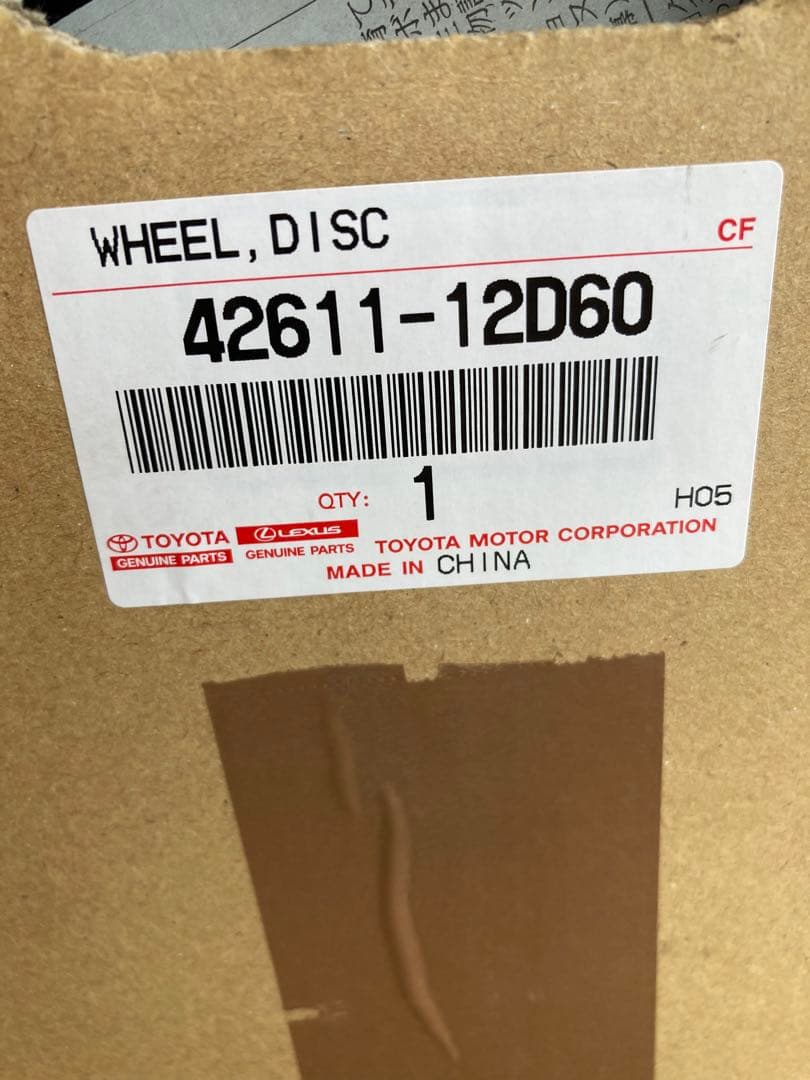 WHEEL, DISC
CF
42611-12D60
QTY: 1
H05
TOYOTA
GENUINE PARTS
LEXUS
GENUINE PARTS
TOYOTA MOTOR CORPORATION
MADE IN CHINA